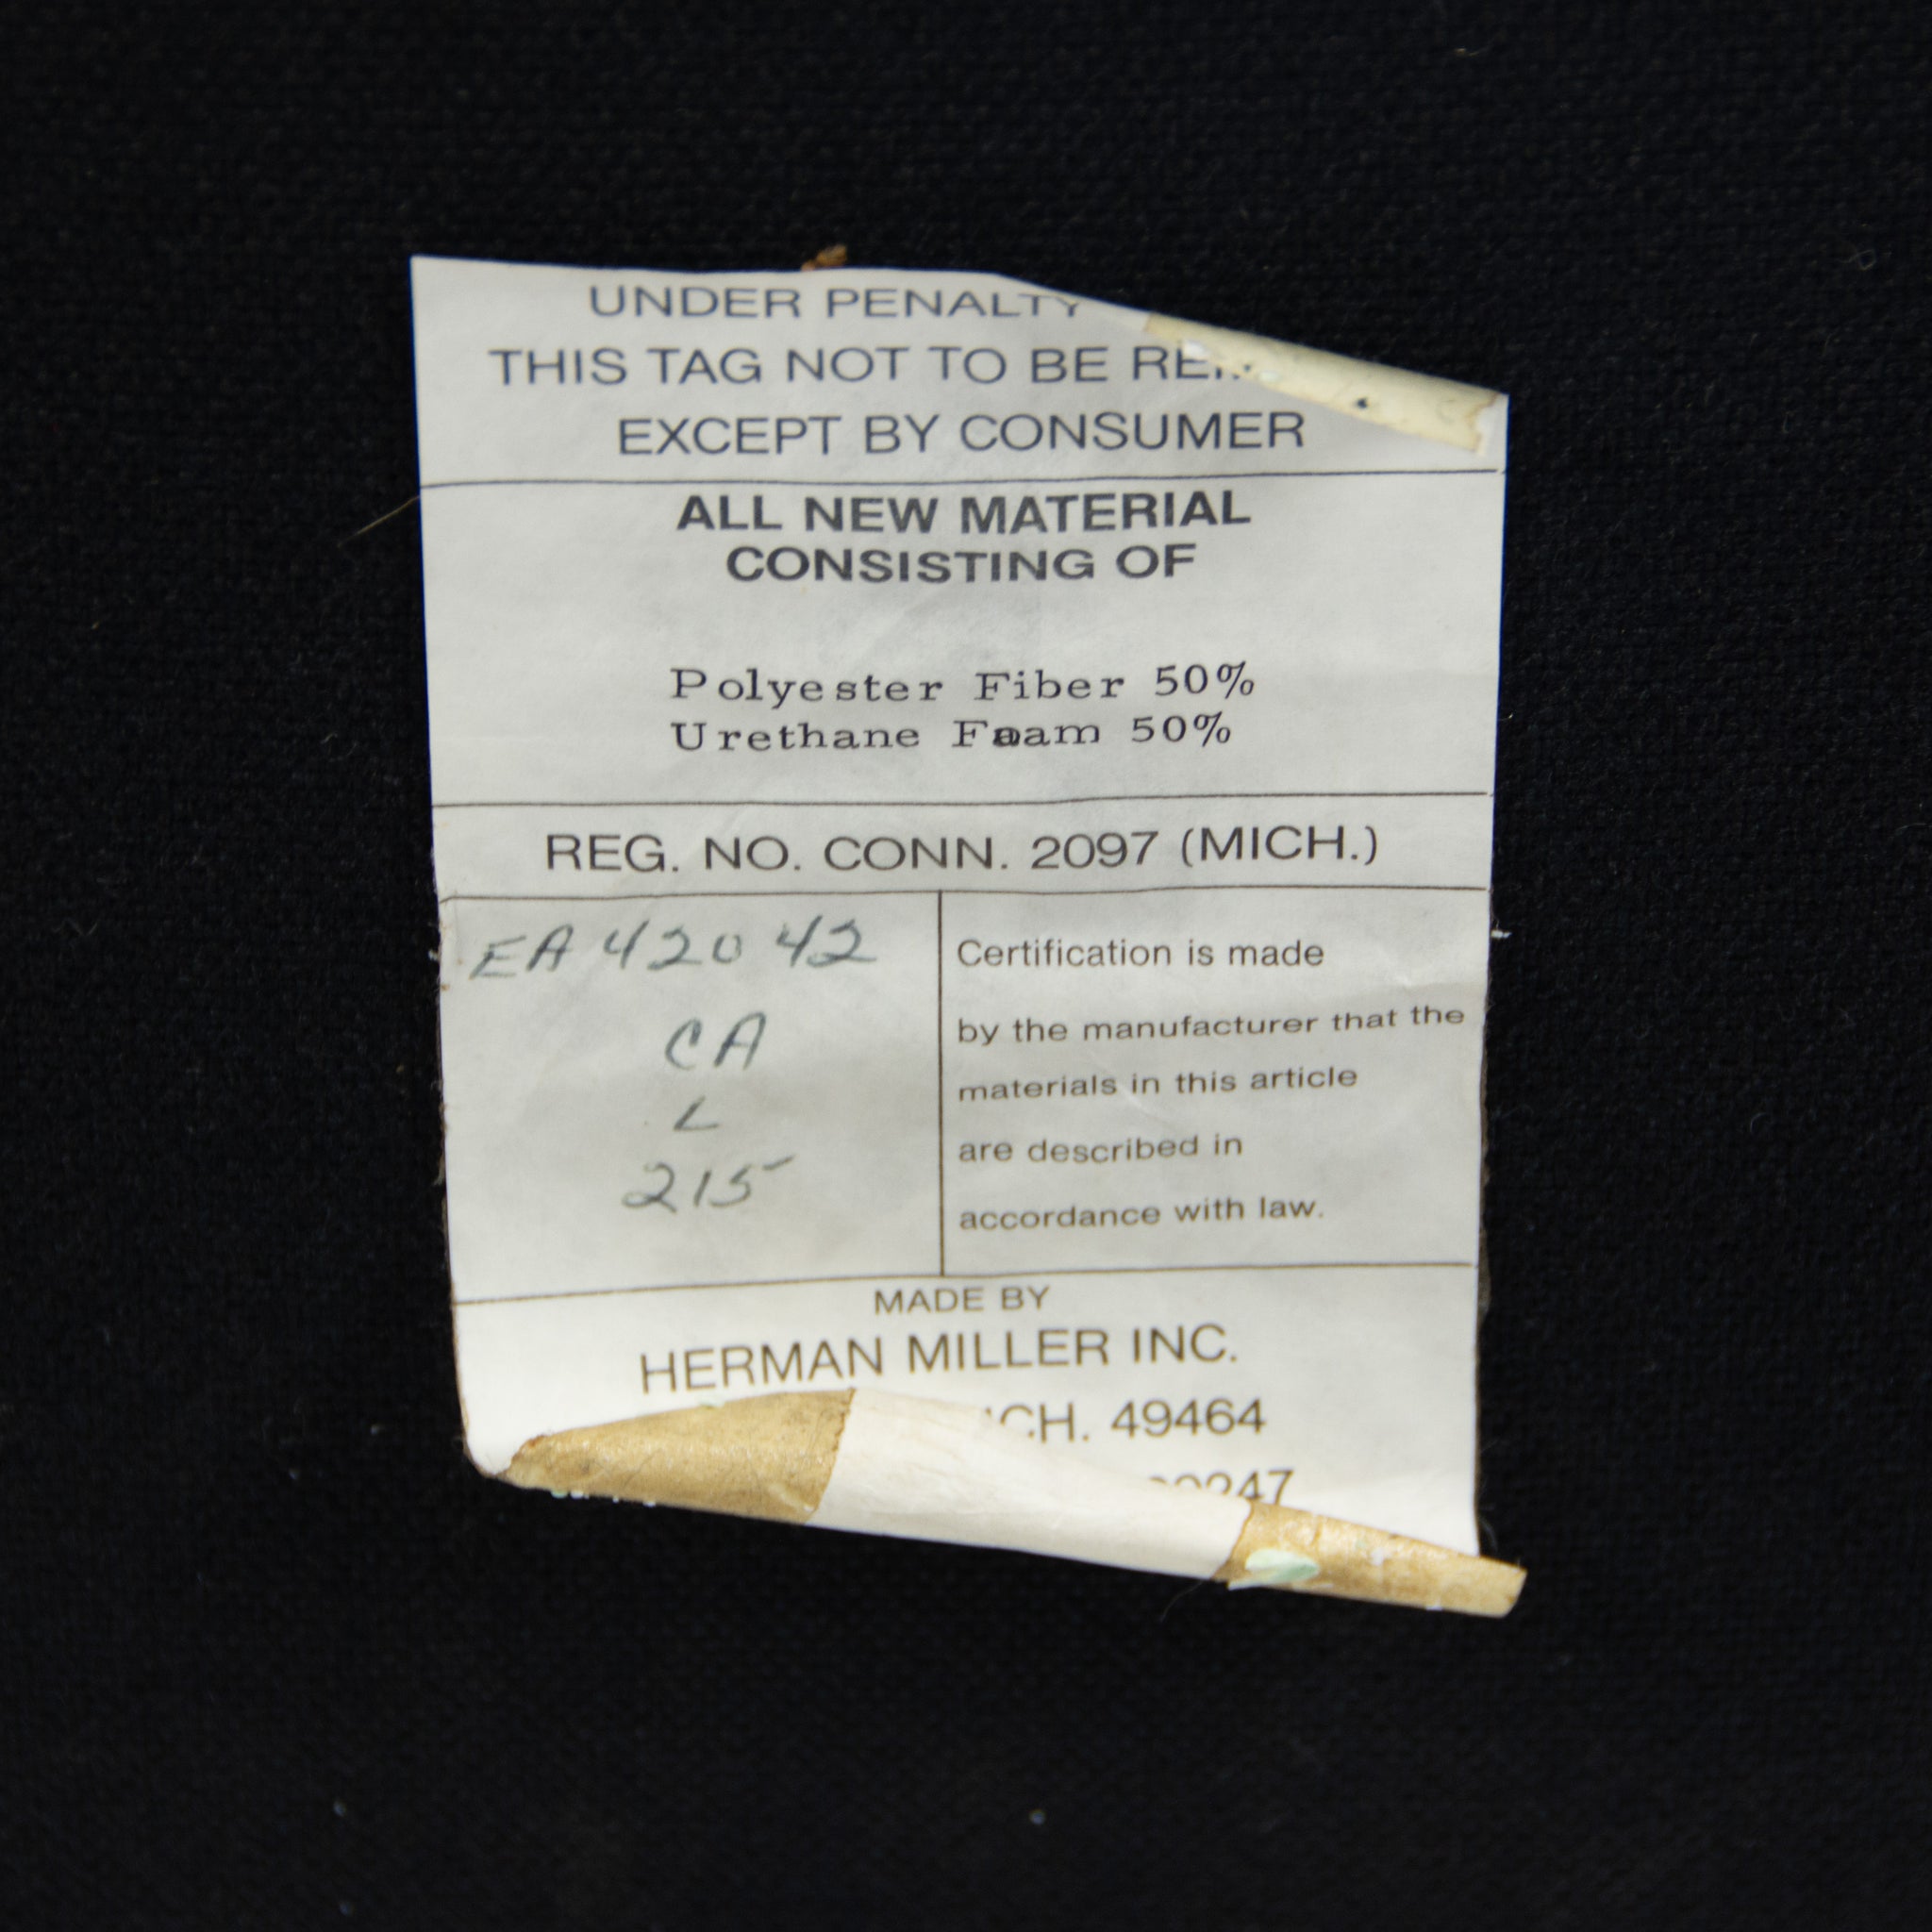 UNDER PENALTY
THIS TAG NOT TO BE
EXCEPT BY CONSUMER
ALL NEW MATERIAL
CONSISTING OF
Polyester Fiber 50%
Urethane Foam 50%
REG. NO. CONN. 2097 (MICH.)
EA 42042
CA
L
215
Certification is made
by the manufacturer that the
materials in this article
are described in
accordance with law.
MADE BY
HERMAN MILLER INC.
49464